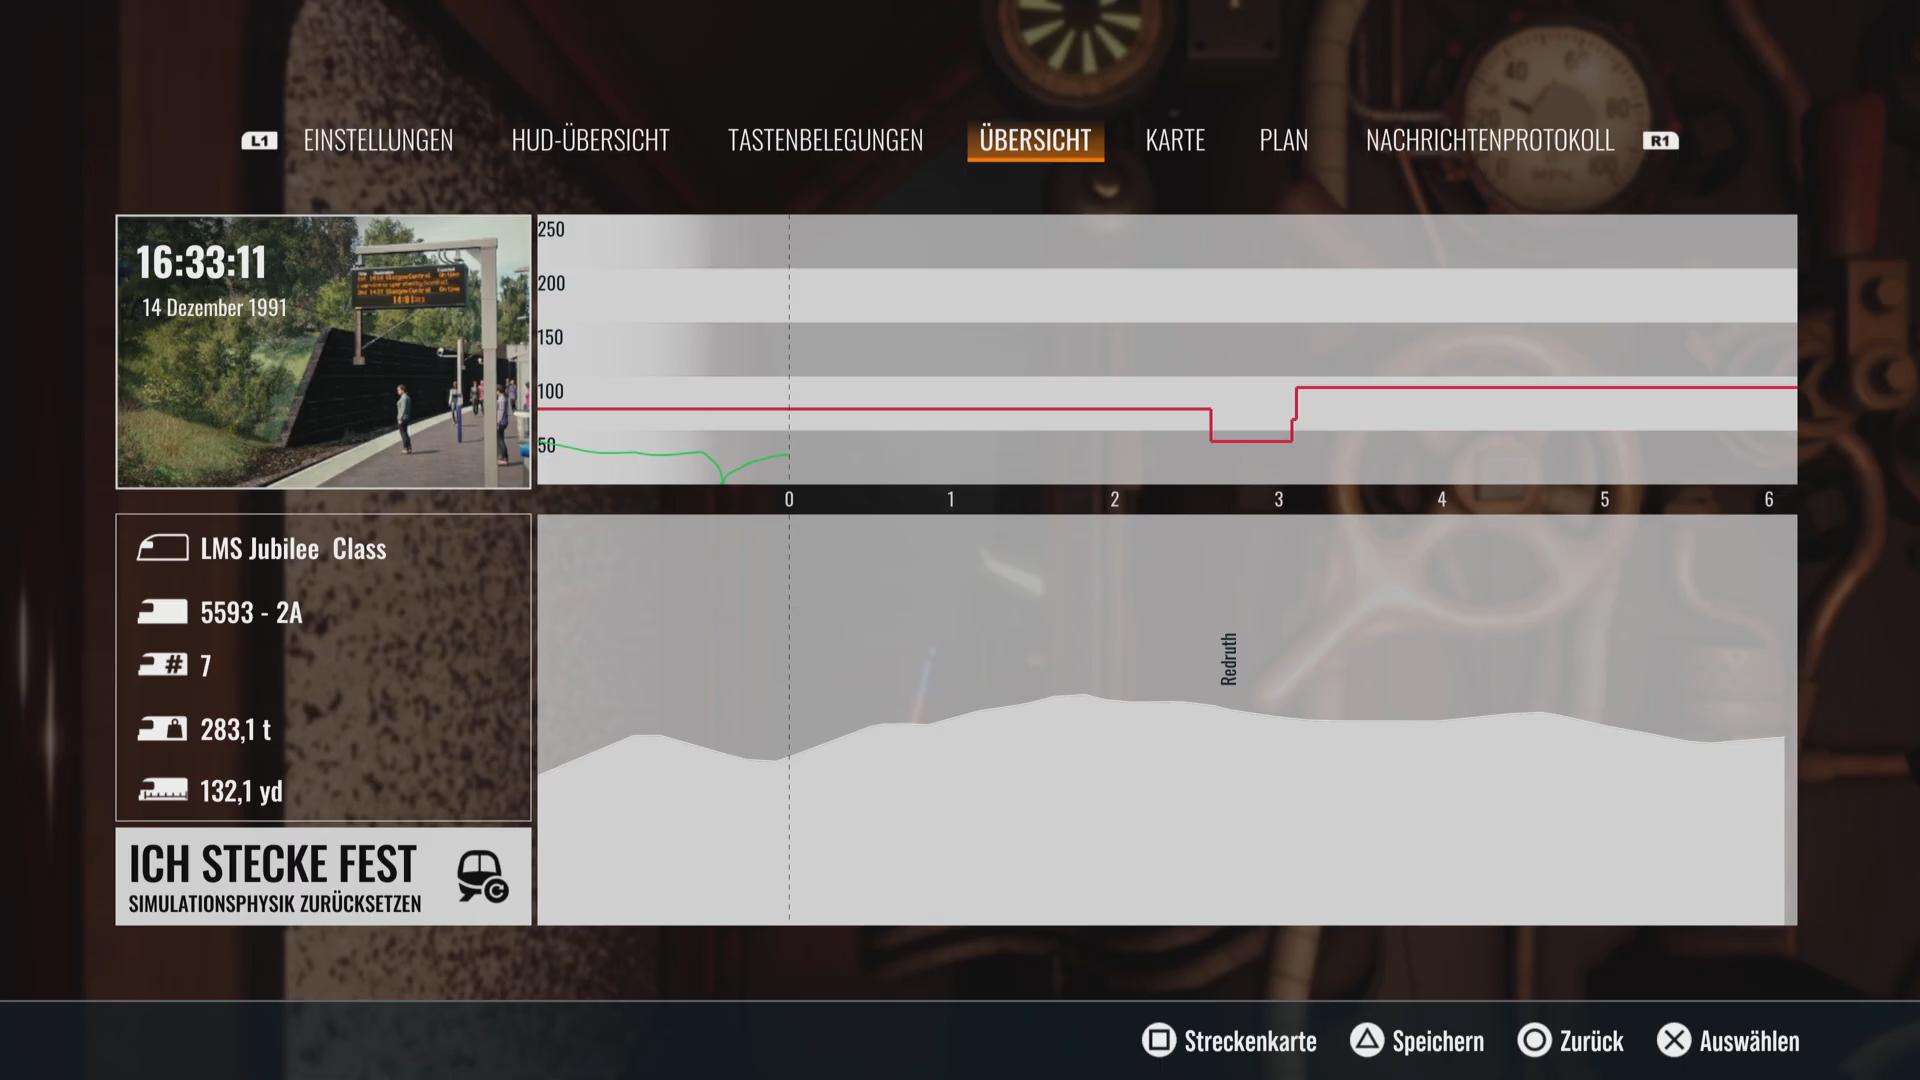 L1 EINSTELLUNGEN HUD-ÜBERSICHT TASTENBELEGUNGEN ÜBERSICHT KARTE PLAN NACHRICHTENPROTOKOLL R1
16:33:11
14 Dezember 1991
250
200
150
100
50
0 1 2 3 4 5 6
LMS Jubilee Class
5593 - 2A
# 7
283,1 t
132,1 yd
Redruth
ICH STECKE FEST
SIMULATIONSPHYSIK ZURÜCKSETZEN
Streckenkarte Speichern Zurück Auswählen